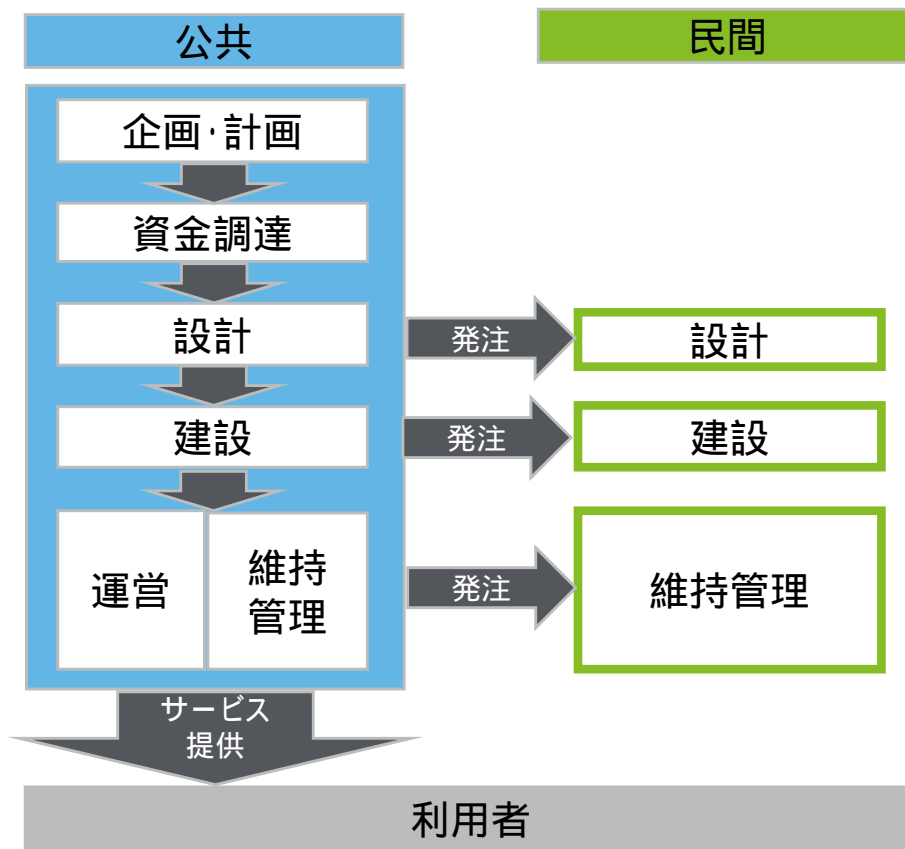 公共
民間
企画・計画
資金調達
設計
発注
設計
建設
発注
建設
運営
維持
管理
発注
維持管理
サービス
提供
利用者